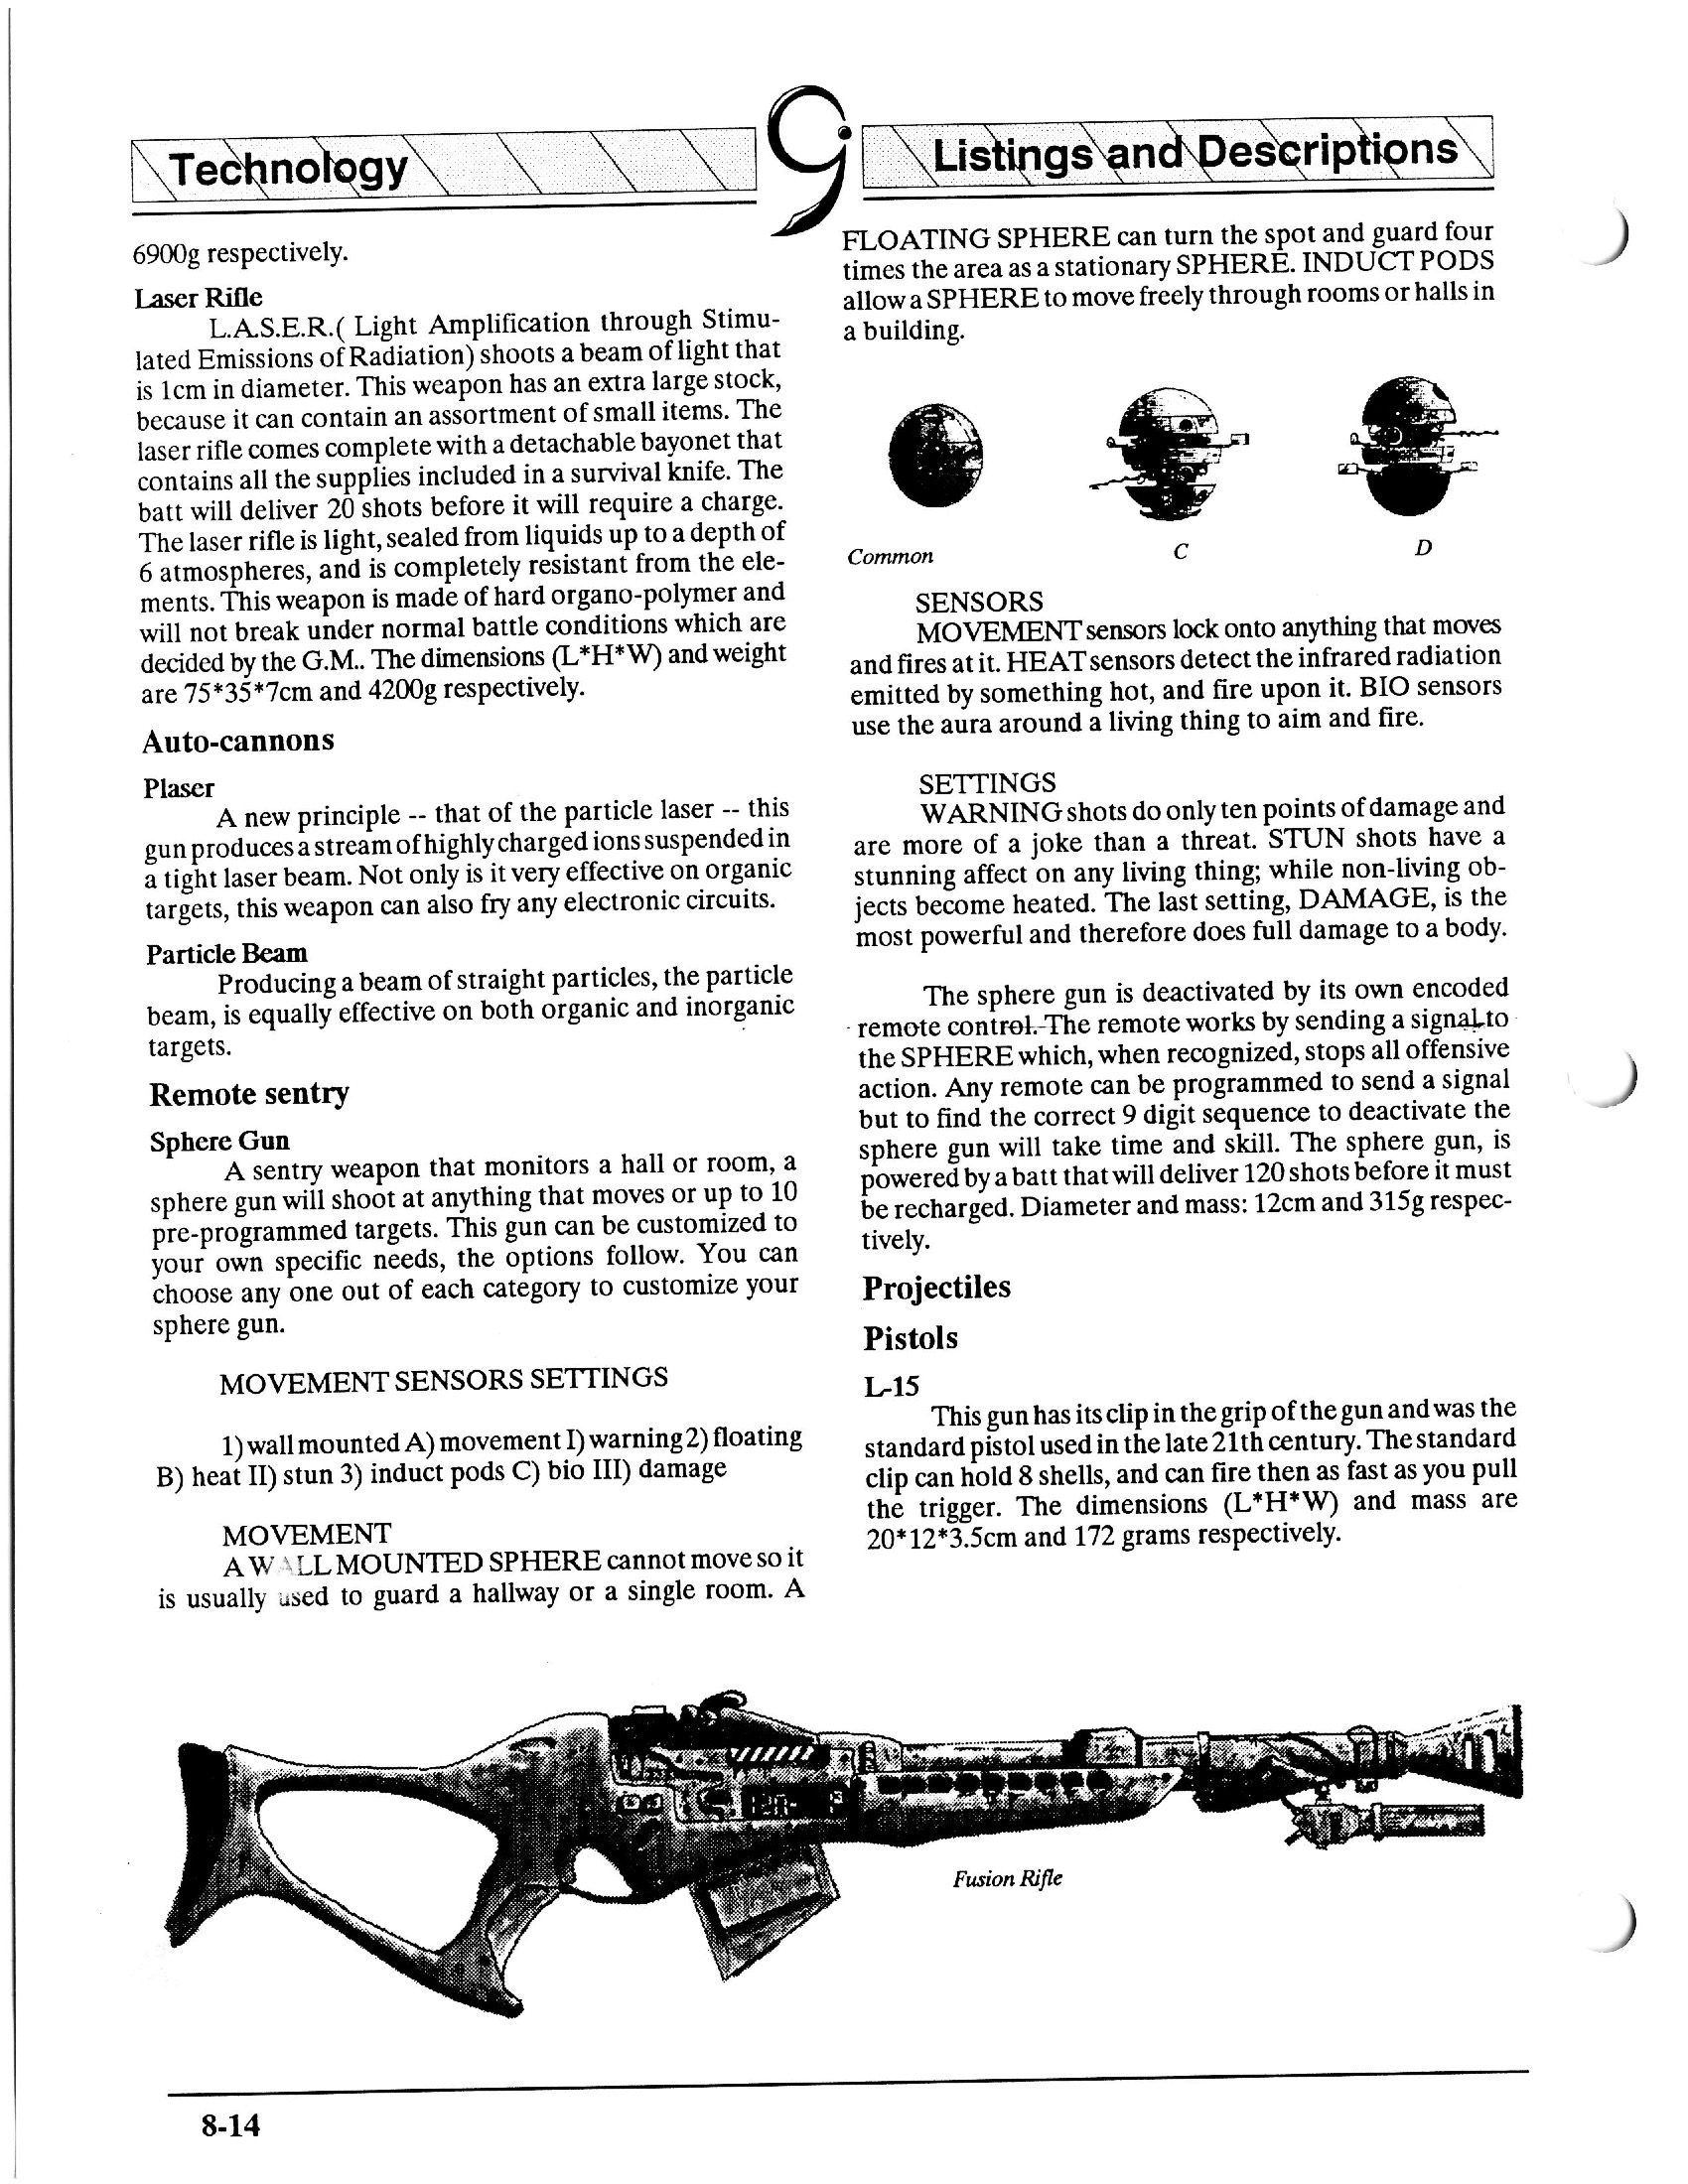 Technology
9
Listings and Descriptions
6900g respectively.
Laser Rifle
L.A.S.E.R.( Light Amplification through Stimu-
lated Emissions of Radiation) shoots a beam of light that
is 1cm in diameter. This weapon has an extra large stock,
because it can contain an assortment of small items. The
laser rifle comes complete with a detachable bayonet that
contains all the supplies included in a survival knife. The
batt will deliver 20 shots before it will require a charge.
The laser rifle is light, sealed from liquids up to a depth of
6 atmospheres, and is completely resistant from the ele-
ments. This weapon is made of hard organo-polymer and
will not break under normal battle conditions which are
decided by the G.M.. The dimensions (L*H*W) and weight
are 75*35*7cm and 4200g respectively.
Auto-cannons
Plaser
A new principle -- that of the particle laser -- this
gun produces a stream of highly charged ions suspended in
a tight laser beam. Not only is it very effective on organic
targets, this weapon can also fry any electronic circuits.
Particle Beam
Producing a beam of straight particles, the particle
beam, is equally effective on both organic and inorganic
targets.
Remote sentry
Sphere Gun
A sentry weapon that monitors a hall or room, a
sphere gun will shoot at anything that moves or up to 10
pre-programmed targets. This gun can be customized to
your own specific needs, the options follow. You can
choose any one out of each category to customize your
sphere gun.
MOVEMENT SENSORS SETTINGS
1) wall mounted A) movement I) warning 2) floating
B) heat II) stun 3) induct pods C) bio III) damage
MOVEMENT
A WALL MOUNTED SPHERE cannot move so it
is usually used to guard a hallway or a single room. A
FLOATING SPHERE can turn the spot and guard four
times the area as a stationary SPHERE. INDUCT PODS
allow a SPHERE to move freely through rooms or halls in
a building.
Common
C
D
SENSORS
MOVEMENT sensors lock onto anything that moves
and fires at it. HEAT sensors detect the infrared radiation
emitted by something hot, and fire upon it. BIO sensors
use the aura around a living thing to aim and fire.
SETTINGS
WARNING shots do only ten points of damage and
are more of a joke than a threat. STUN shots have a
stunning affect on any living thing; while non-living ob-
jects become heated. The last setting, DAMAGE, is the
most powerful and therefore does full damage to a body.
The sphere gun is deactivated by its own encoded
remote control. The remote works by sending a signal to
the SPHERE which, when recognized, stops all offensive
action. Any remote can be programmed to send a signal
but to find the correct 9 digit sequence to deactivate the
sphere gun will take time and skill. The sphere gun, is
powered by a batt that will deliver 120 shots before it must
be recharged. Diameter and mass: 12cm and 315g respec-
tively.
Projectiles
Pistols
L-15
This gun has its clip in the grip of the gun and was the
standard pistol used in the late 21th century. The standard
clip can hold 8 shells, and can fire then as fast as you pull
the trigger. The dimensions (L*H*W) and mass are
20*12*3.5cm and 172 grams respectively.
Fusion Rifle
8-14